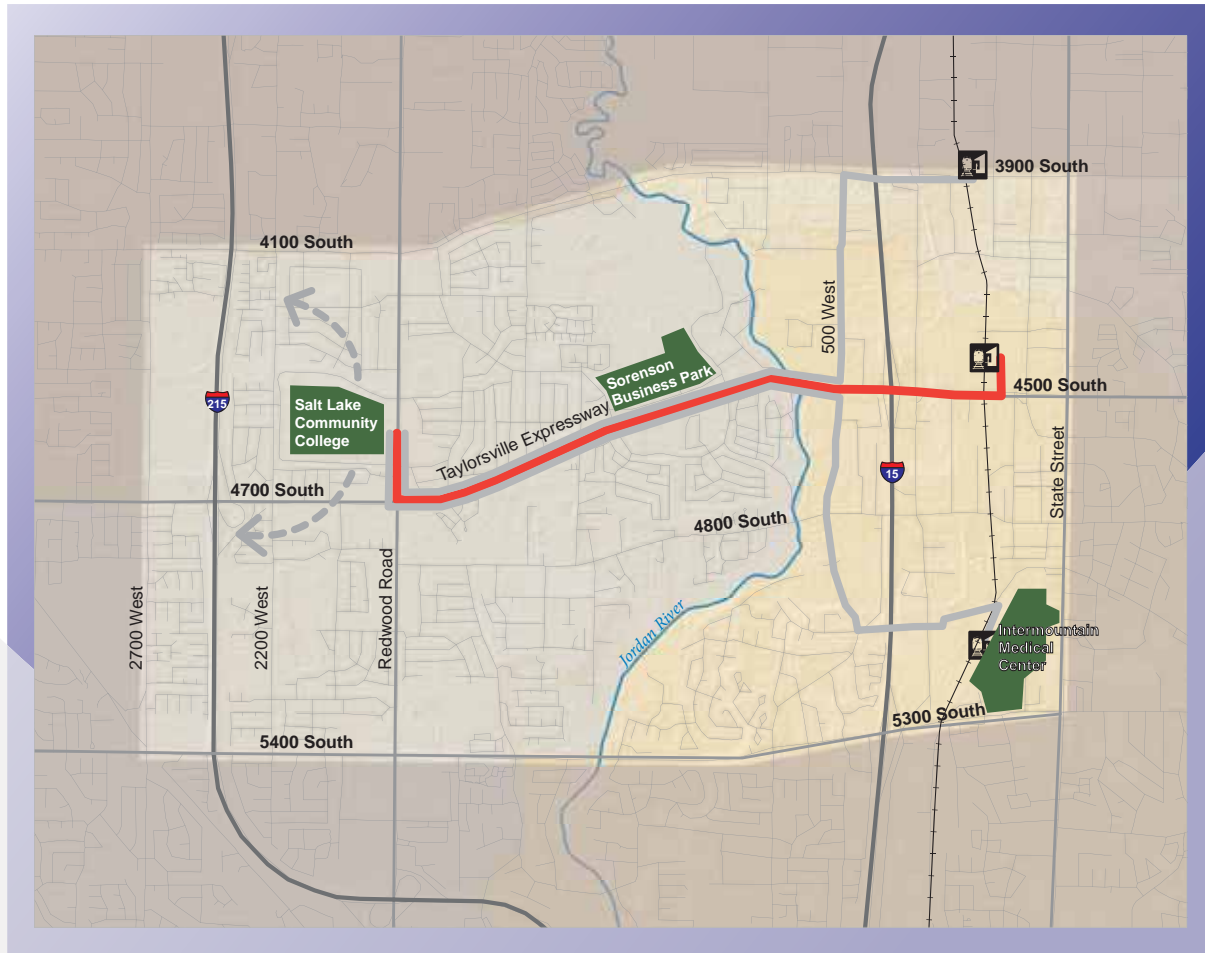 3900 South
4100 South
500 West
Sorenson
Business Park
4500 South
215
Salt Lake
Community
College
Taylorsville Expressway
15
4700 South
State Street
4800 South
2700 West
2200 West
Redwood Road
Jordan River
Intermountain
Medical
Center
5300 South
5400 South